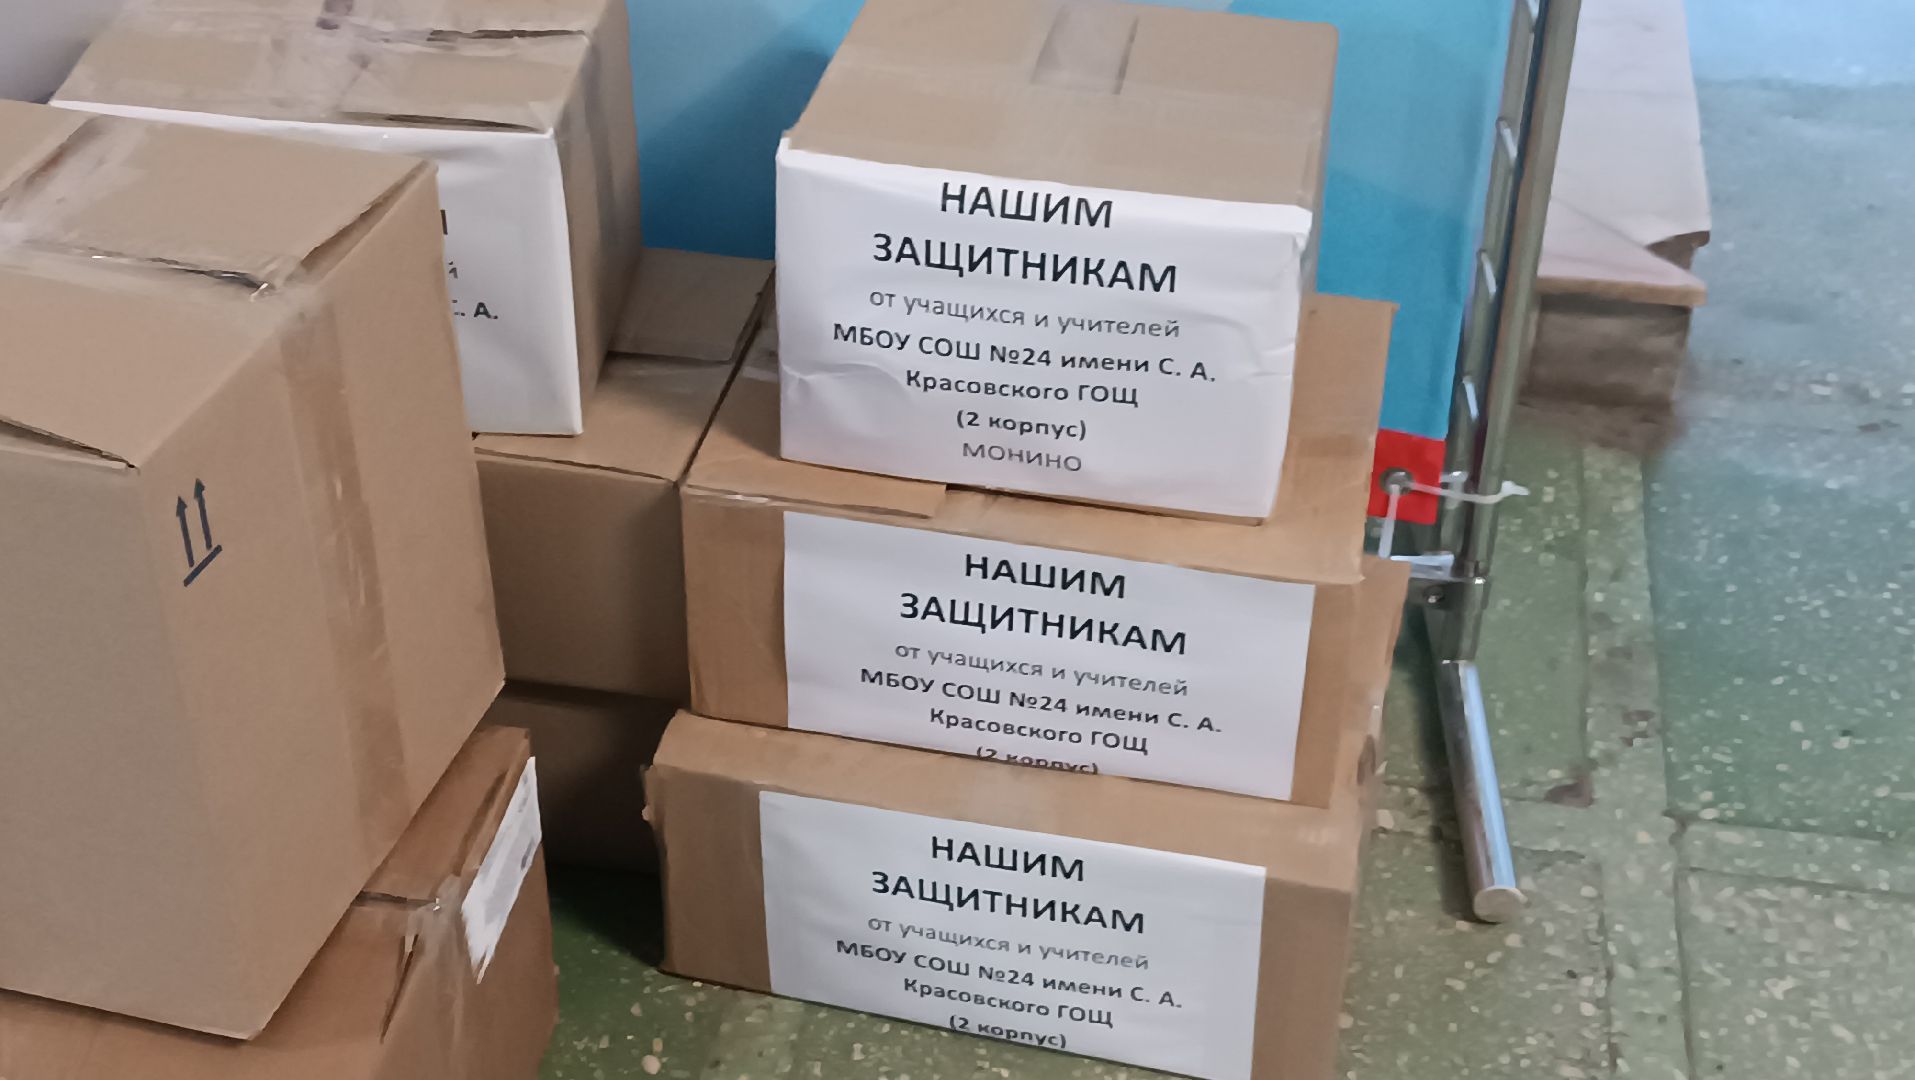 С. А.
НАШИМ
ЗАЩИТНИКАМ
от учащихся и учителей
МБОУ СОШ №24 имени С. А.
Красовского ГОЩ
(2 корпус)
МОНИНО
НАШИМ
ЗАЩИТНИКАМ
от учащихся и учителей
МБОУ СОШ №24 имени С. А.
Красовского ГОЩ
(2 корпус)
НАШИМ
ЗАЩИТНИКАМ
от учащихся и учителей
МБОУ СОШ №24 имени С. А.
Красовского ГОЩ
(2 корпус)